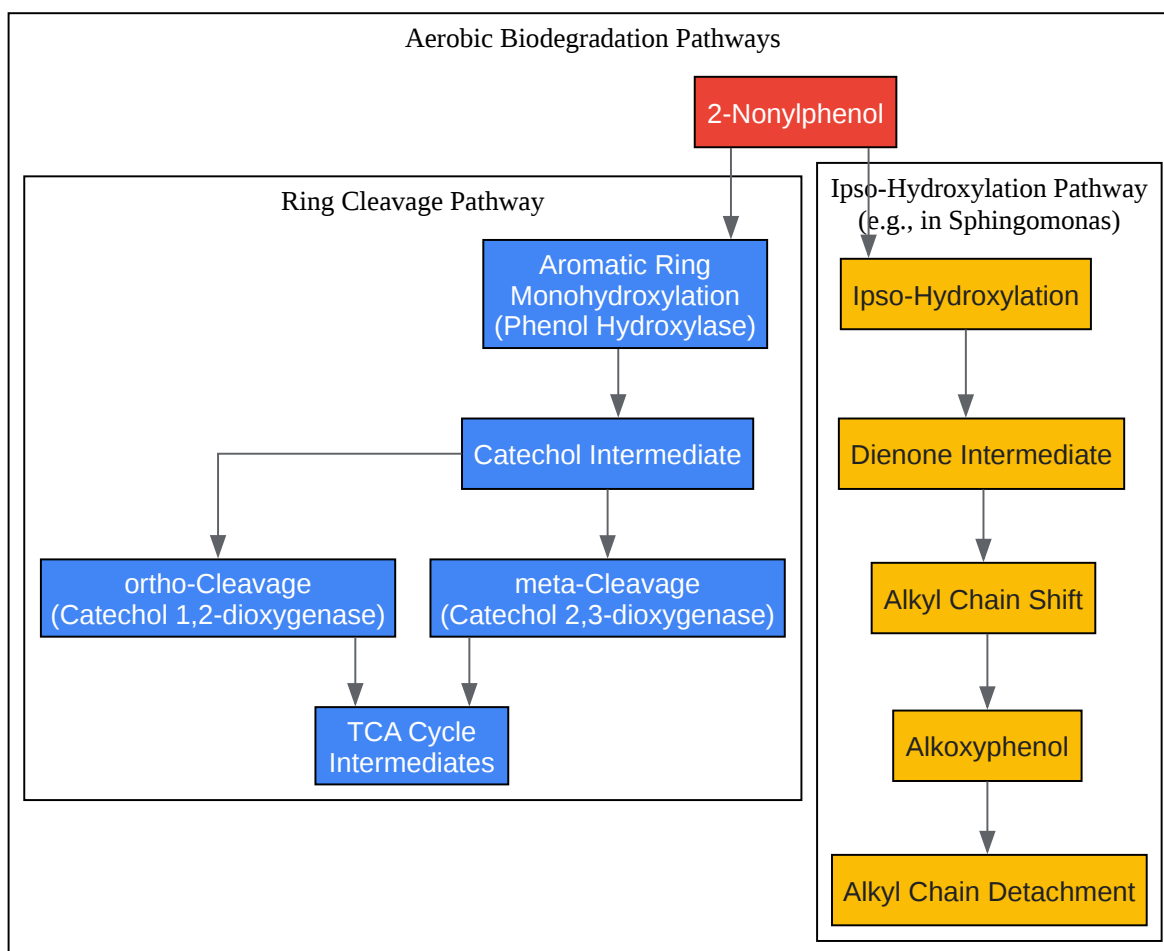 Aerobic Biodegradation Pathways
2-Nonylphenol
Ring Cleavage Pathway
Aromatic Ring
Monohydroxylation
(Phenol Hydroxylase)
Catechol Intermediate
ortho-Cleavage
(Catechol 1,2-dioxygenase)
meta-Cleavage
(Catechol 2,3-dioxygenase)
TCA Cycle
Intermediates
Ipso-Hydroxylation Pathway
(e.g., in Sphingomonas)
Ipso-Hydroxylation
Dienone Intermediate
Alkyl Chain Shift
Alkoxyphenol
Alkyl Chain Detachment